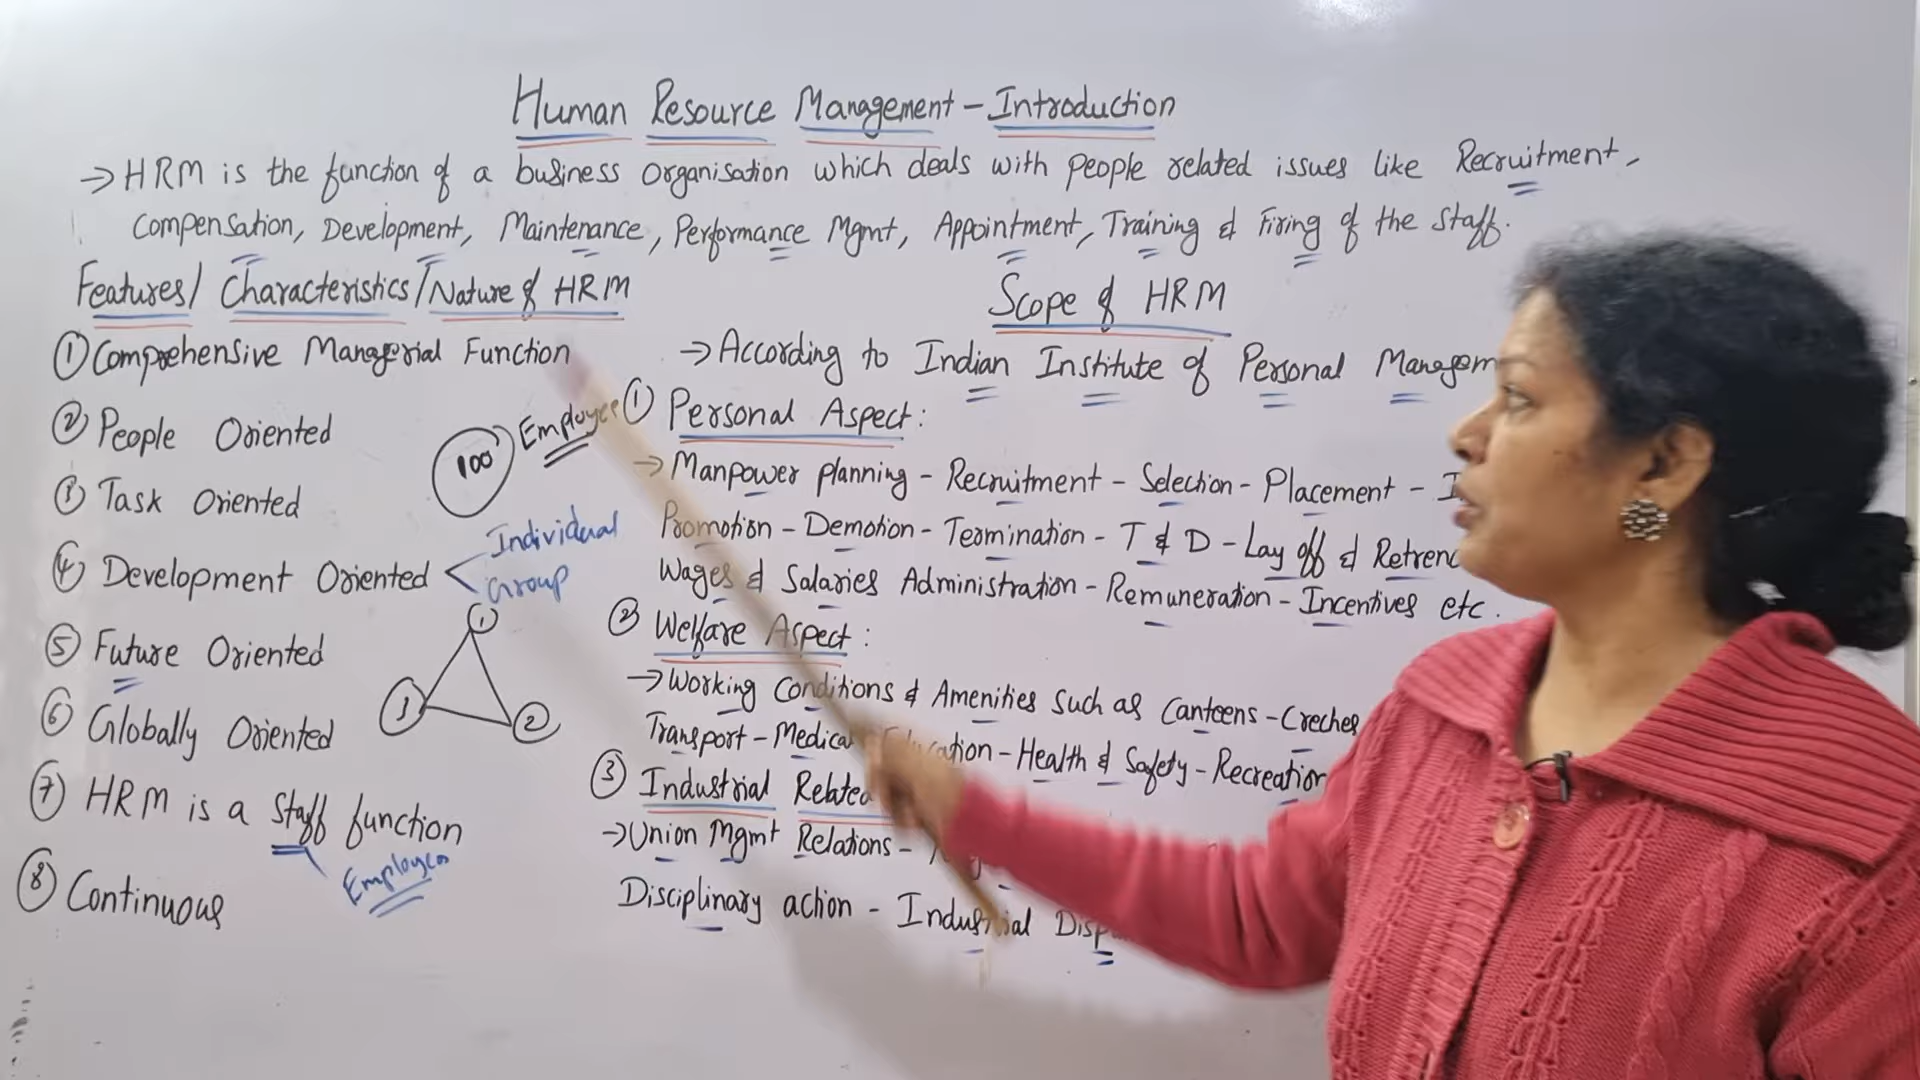 Human Resource Management - Introduction
→ HRM is the function of a business organisation which deals with people related issues like Recruitment,
Compensation, Development, Maintenance, Performance Mgmt, Appointment, Training & Firing of the staff.
Features/ Characteristics/ Nature of HRM
① Comprehensive Managerial Function
② People Oriented
100 Employee
③ Task Oriented
④ Development Oriented
Individual
Group
⑤ Future Oriented
1
3
2
⑥ Globally Oriented
⑦ HRM is a Staff function
Employees
⑧ Continuous
Scope of HRM
→ According to Indian Institute of Personal
① Personal Aspect:
→ Manpower planning - Recruitment - Selection - Placement -
Promotion - Demotion - Termination - T & D - Lay off &
Wages & Salaries Administration - Remuneration - Incentives etc.
② Welfare Aspect:
→ Working Conditions & Amenities such as Canteens - Creches
Transport - Medical - Health & Safety - Recreation
③ Industrial
→ Union Mgmt Relations -
Disciplinary action - Industrial